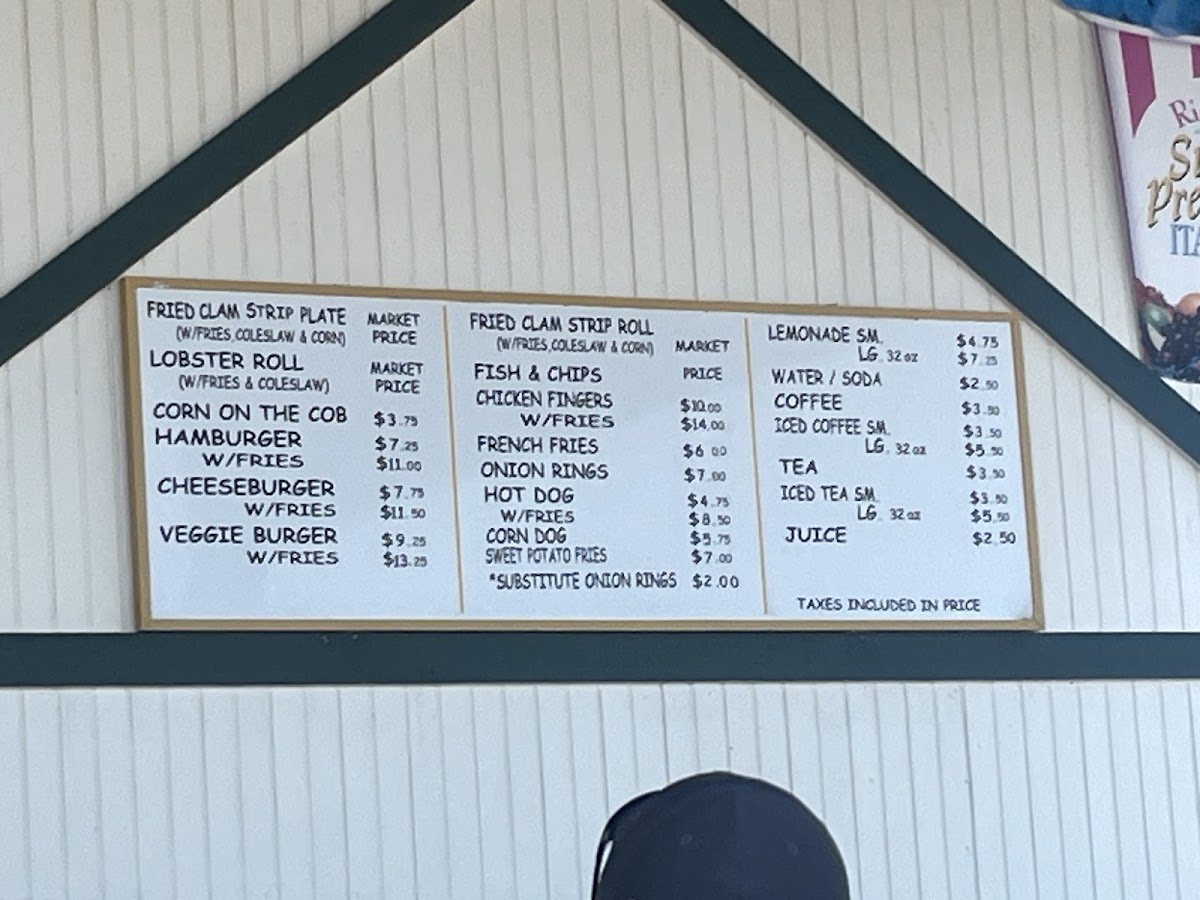 FRIED CLAM STRIP PLATE MARKET
(W/FRIES, COLESLAW & CORN) PRICE
LOBSTER ROLL MARKET
(W/FRIES & COLESLAW) PRICE
CORN ON THE COB $3.75
HAMBURGER $7.25
W/FRIES $11.00
CHEESEBURGER $7.75
W/FRIES $11.50
VEGGIE BURGER $9.25
W/FRIES $13.25
FRIED CLAM STRIP ROLL
(W/FRIES, COLESLAW & CORN) MARKET
FISH & CHIPS PRICE
CHICKEN FINGERS $10.00
W/FRIES $14.00
FRENCH FRIES $6.00
ONION RINGS $7.00
HOT DOG $4.75
W/FRIES $8.50
CORN DOG $5.75
SWEET POTATO FRIES $7.00
*SUBSTITUTE ONION RINGS $2.00
LEMONADE SM. $4.75
LG. 32oz $7.25
WATER / SODA $2.50
COFFEE $3.50
ICED COFFEE SM. $3.50
LG. 32oz $5.50
TEA $3.50
ICED TEA SM. $3.50
LG. 32oz $5.50
JUICE $2.50
TAXES INCLUDED IN PRICE